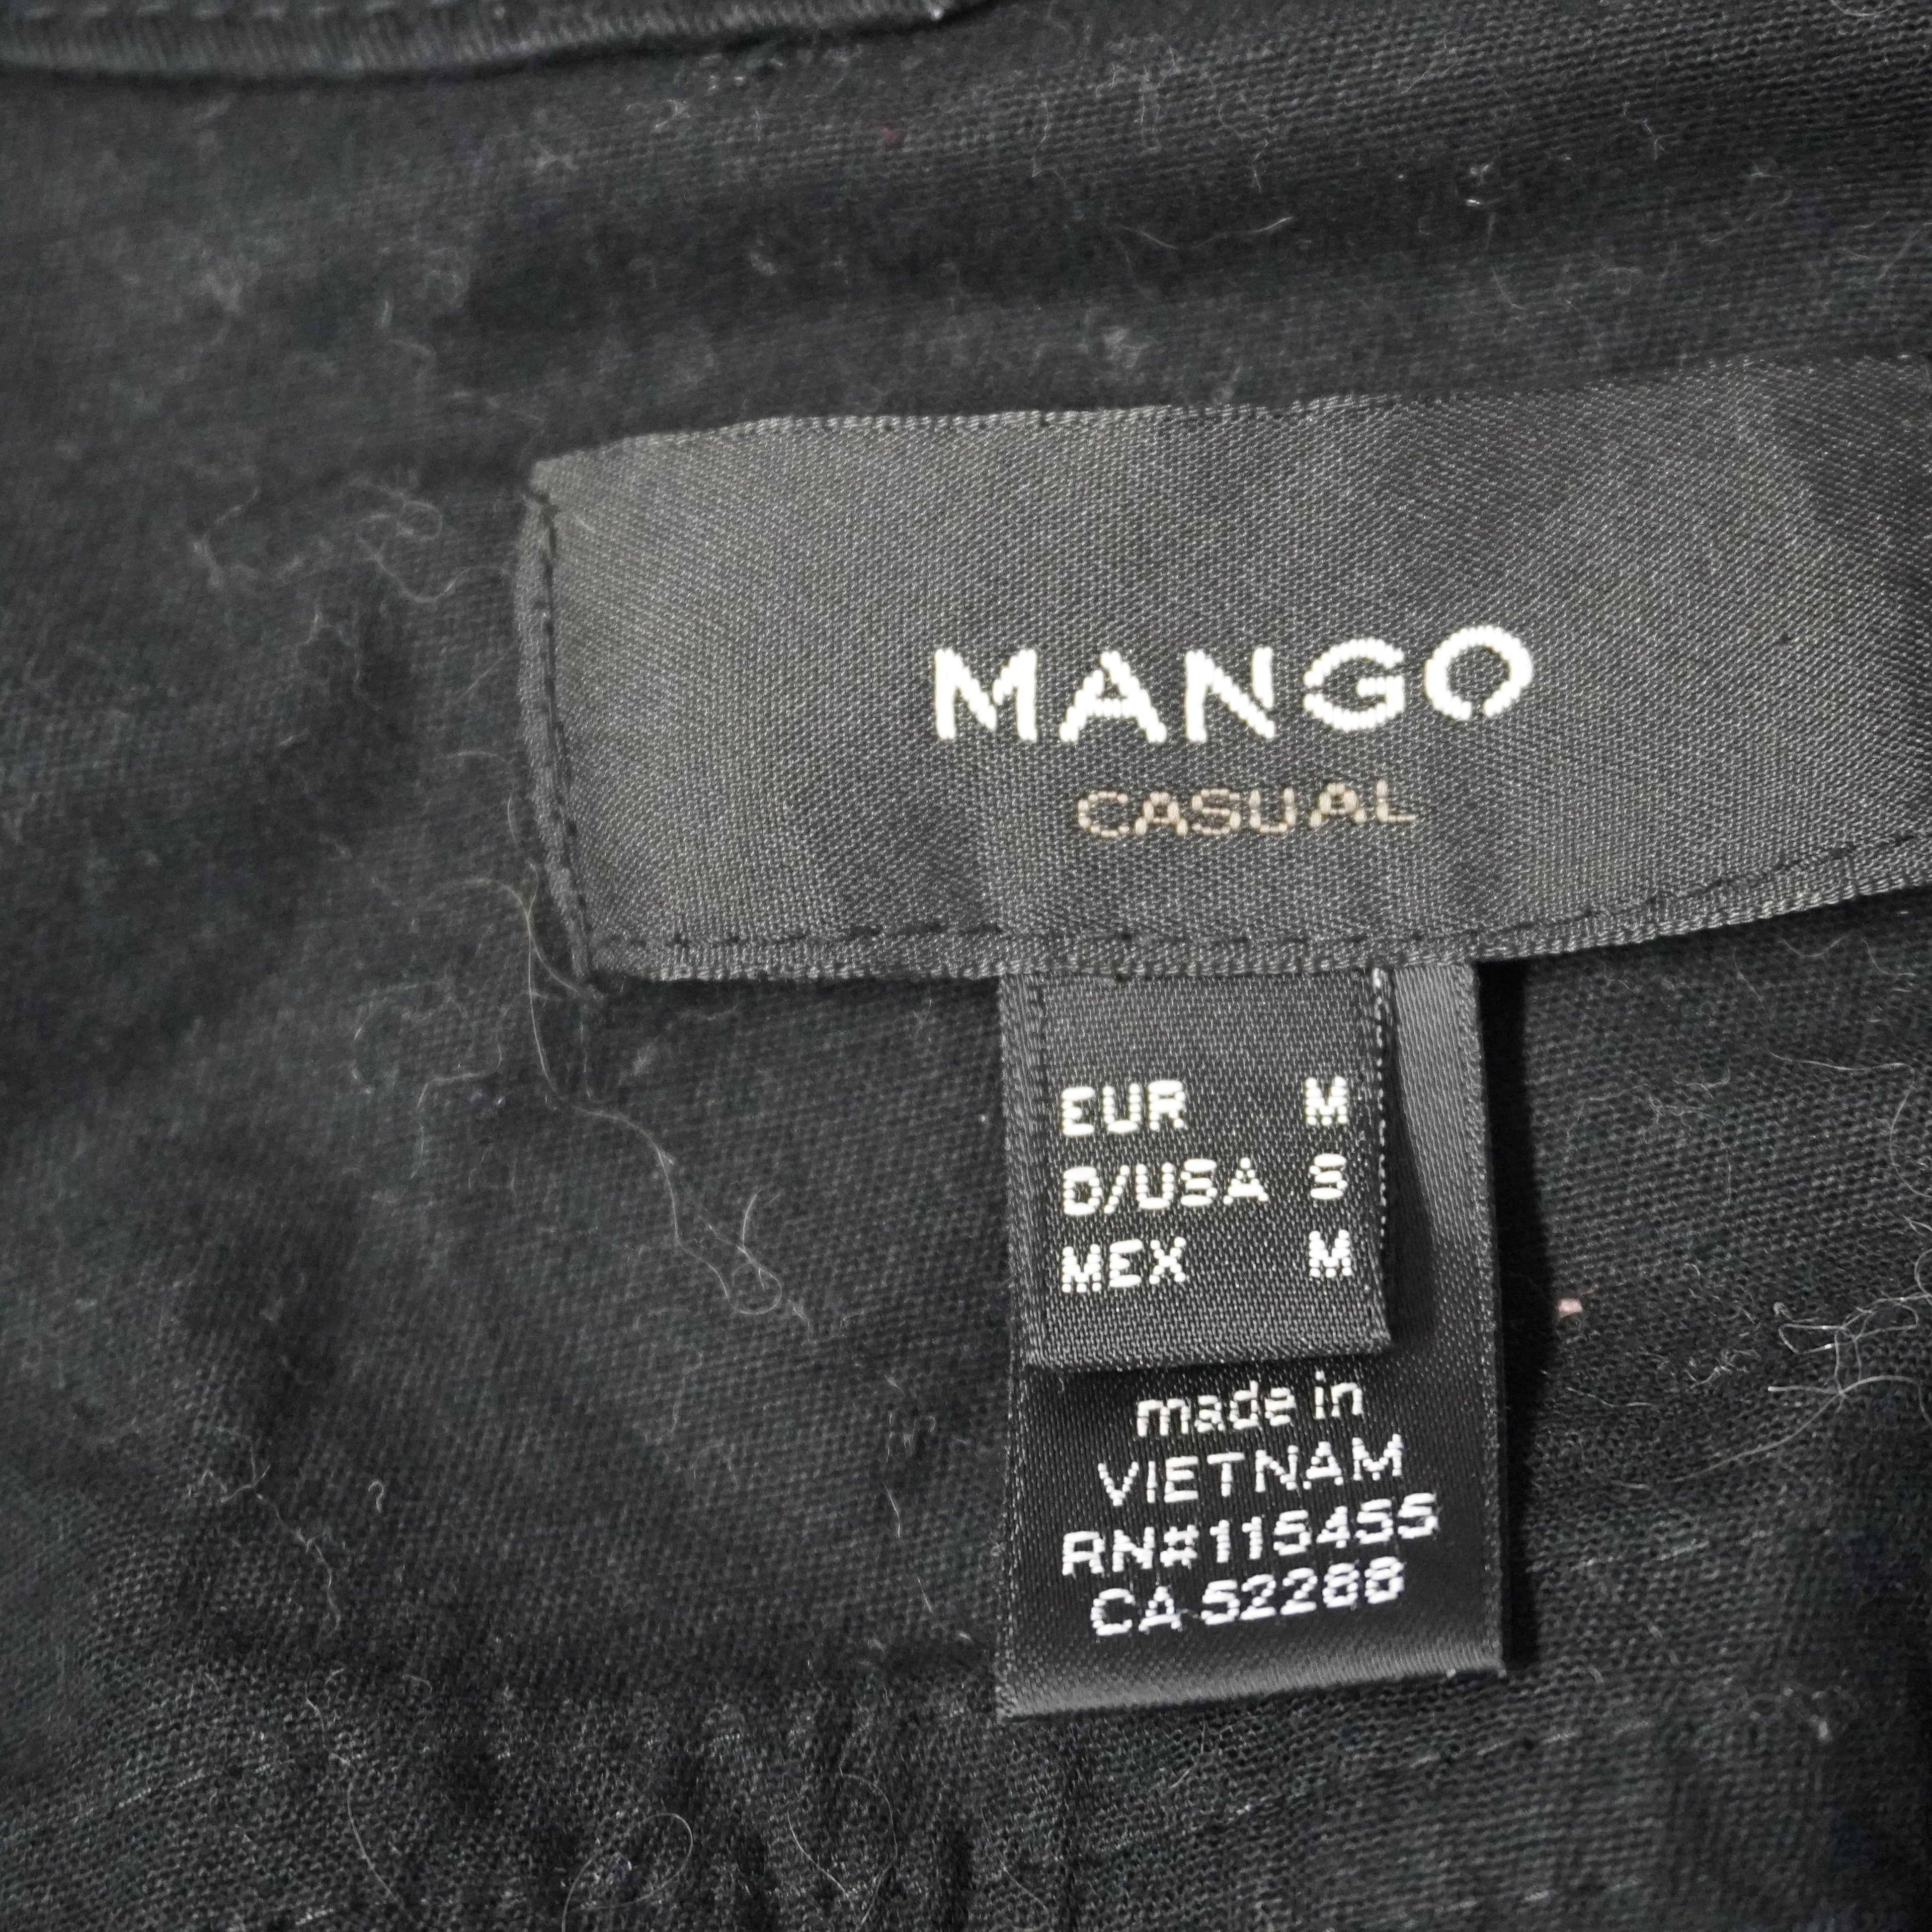 MANGO
CASUAL
EUR M
D/USA S
MEX M
made in
VIETNAM
RN#115455
CA 52288